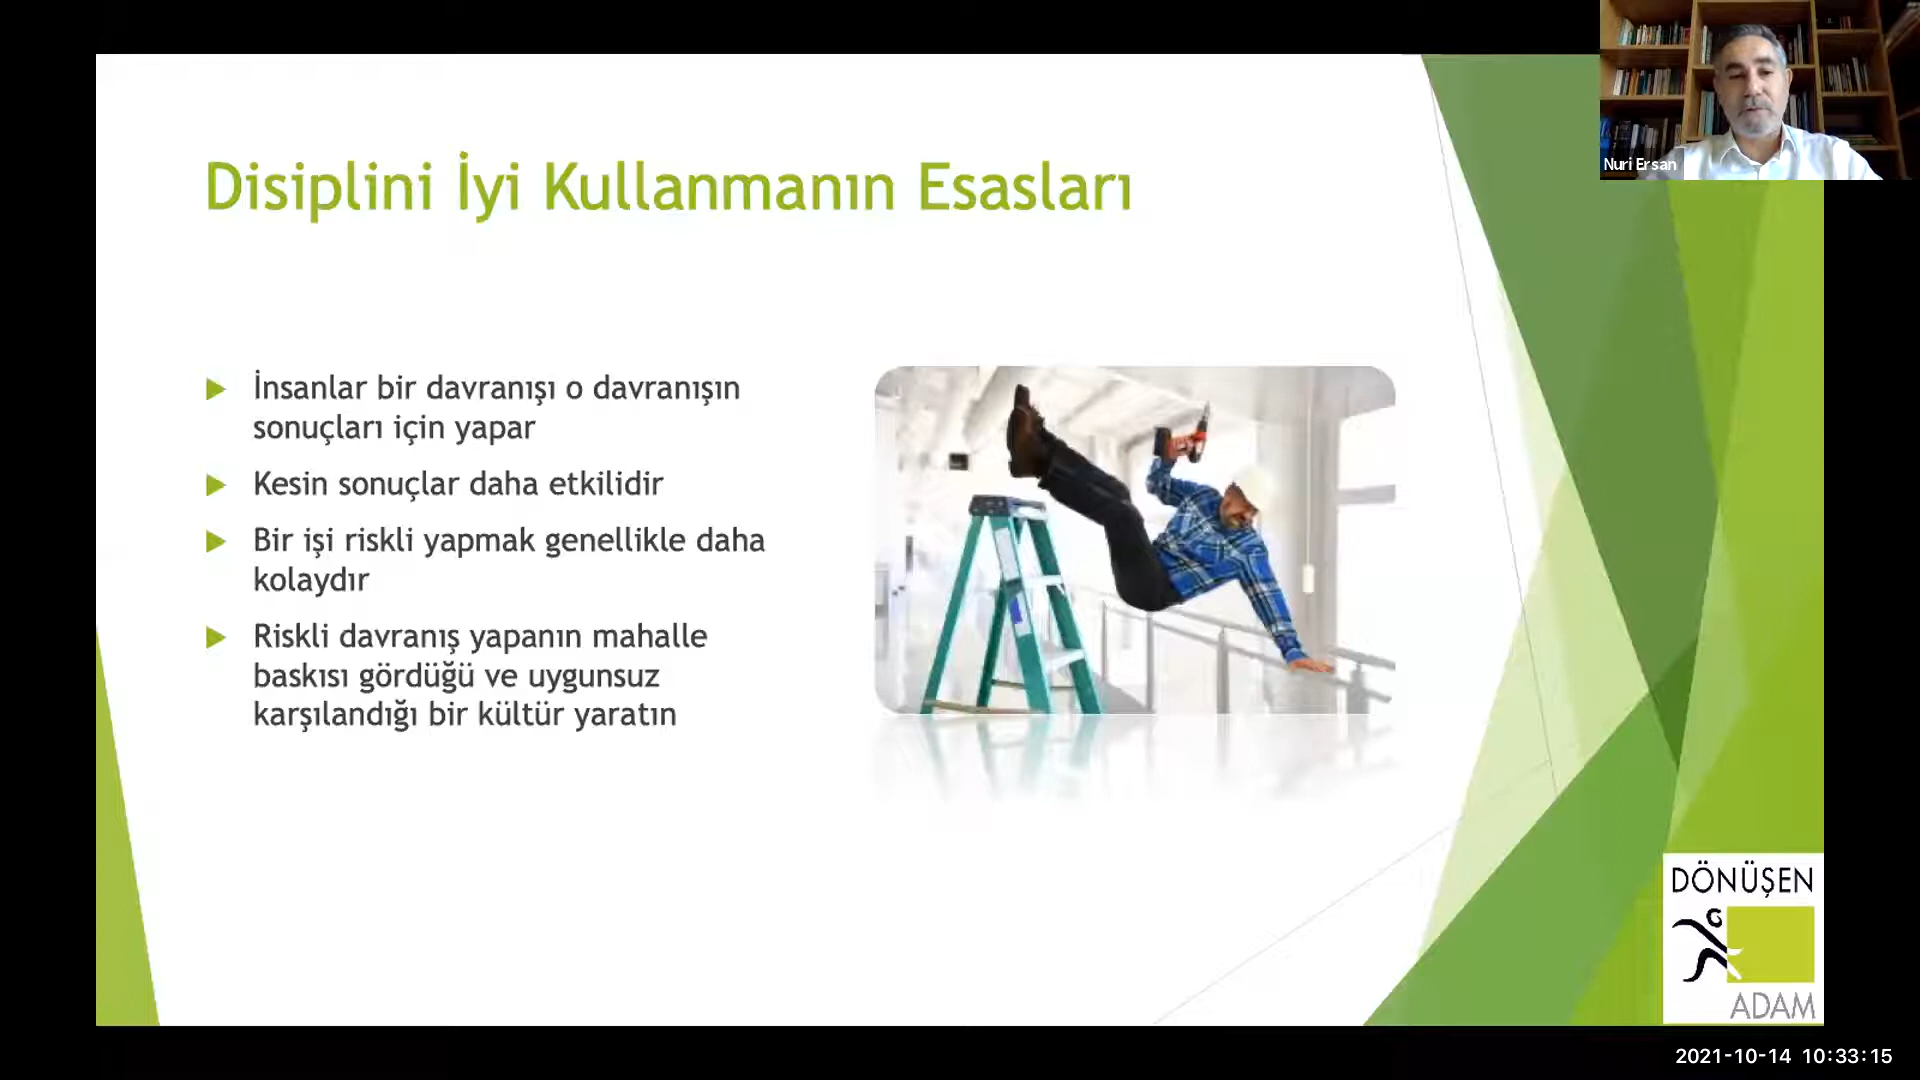 Nuri Ersan
Disiplini İyi Kullanmanın Esasları
İnsanlar bir davranışı o davranışın
sonuçları için yapar
Kesin sonuçlar daha etkilidir
Bir işi riskli yapmak genellikle daha
kolaydır
Riskli davranış yapanın mahalle
baskısı gördüğü ve uygunsuz
karşılandığı bir kültür yaratın
DÖNÜŞEN
ADAM
2021-10-14 10:33:15